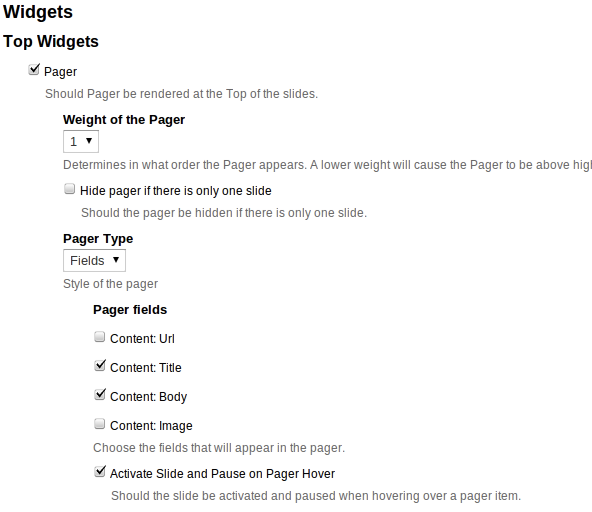 Widgets
Top Widgets
Pager
Should Pager be rendered at the Top of the slides.
Weight of the Pager
1
Determines in what order the Pager appears. A lower weight will cause the Pager to be above
Hide pager if there is only one slide
Should the pager be hidden if there is only one slide.
Pager Type
Fields
Style of the pager
Pager fields
Content: Url
Content: Title
Content: Body
Content: Image
Choose the fields that will appear in the pager.
Activate Slide and Pause on Pager Hover
Should the slide be activated and paused when hovering over a pager item.